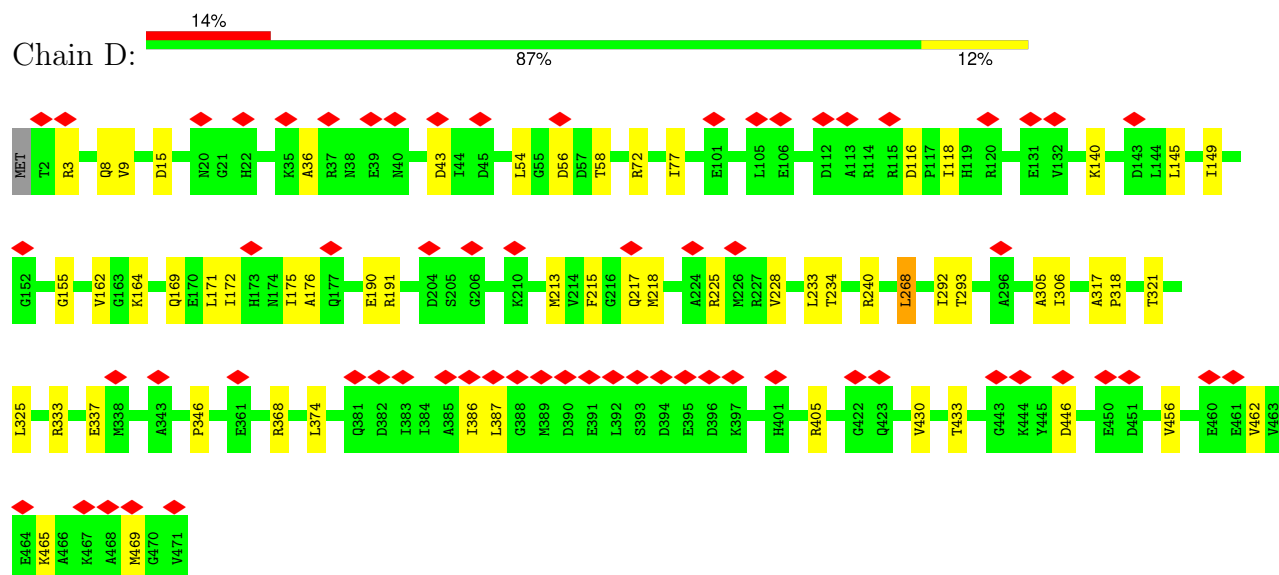 14%
Chain D:
87% 12%
MET T2 R3 Q8 V9 D15 N20 G21 H22 K35 A36 R37 N38 E39 N40 D43 I44 D45 L54 G55 D56 D57 T58 R72 I77 E101 L105 E106 D112 A113 R114 R115 D116 P117 I118 H119 R120 E131 V132 K140 D143 L144 L145 I149
G152 G155 V162 G163 K164 Q169 E170 L171 I172 H173 N174 I175 A176 Q177 E190 R191 D204 S205 G206 K210 M213 V214 F215 G216 Q217 M218 A224 R225 M226 R227 V228 L233 T234 R240 L268 I292 T293 A296 A305 I306 A317 P318 T321
L325 R333 E337 M338 A343 P346 E361 R368 L374 Q381 D382 I383 I384 A385 I386 L387 G388 M389 D390 E391 L392 S393 D394 E395 D396 K397 H401 R405 G422 Q423 V430 T433 G443 K444 Y445 D446 E450 D451 V456 E460 E461 V462 V463
E464 K465 A466 K467 A468 M469 G470 V471